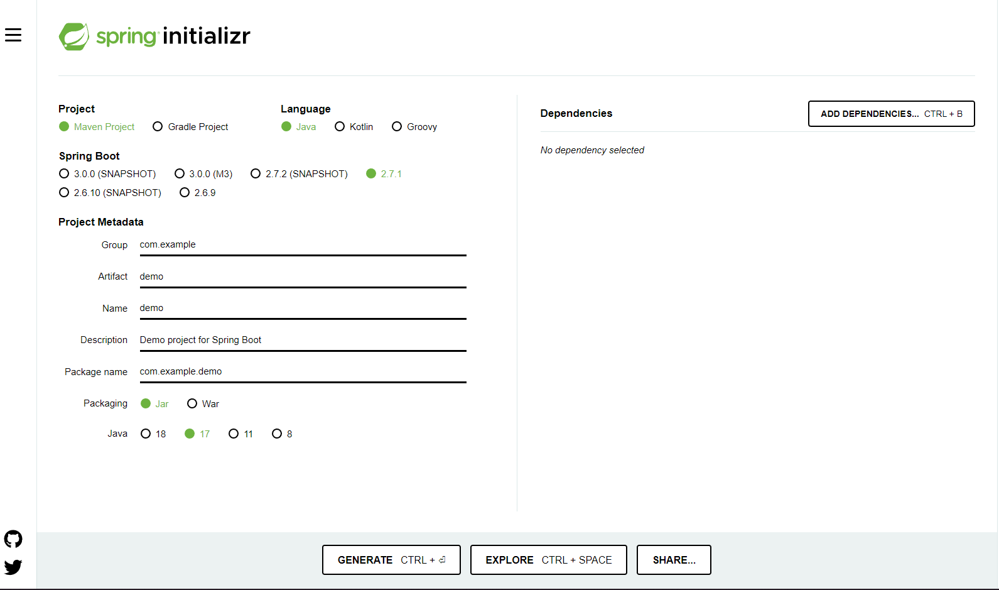 spring initializr
Project
Maven Project Gradle Project
Language
Java Kotlin Groovy
Spring Boot
3.0.0 (SNAPSHOT) 3.0.0 (M3) 2.7.2 (SNAPSHOT) 2.7.1
2.6.10 (SNAPSHOT) 2.6.9
Project Metadata
Group com.example
Artifact demo
Name demo
Description Demo project for Spring Boot
Package name com.example.demo
Packaging Jar War
Java 18 17 11 8
Dependencies
ADD DEPENDENCIES... CTRL + B
No dependency selected
GENERATE CTRL + ⏎ EXPLORE CTRL + SPACE SHARE...